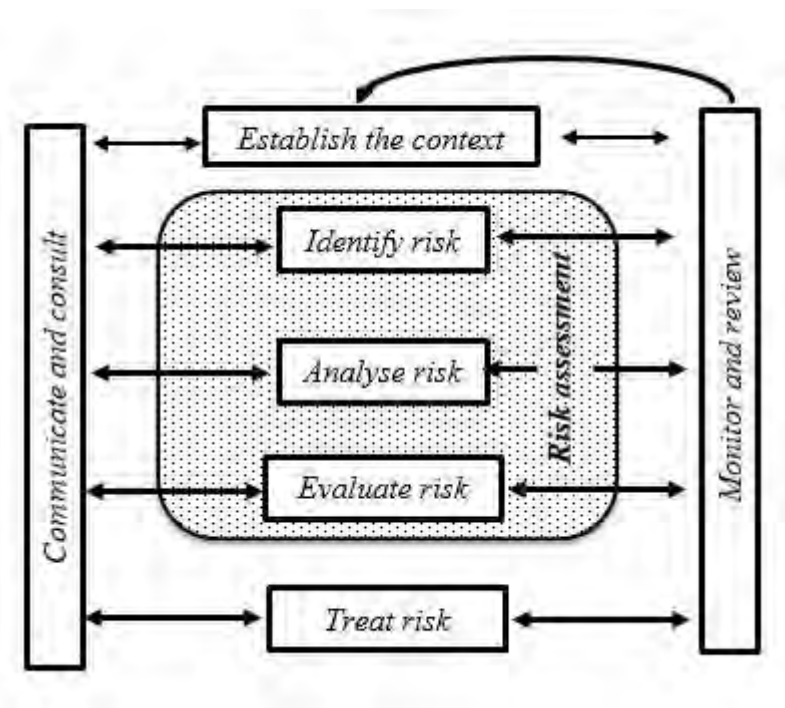 Establish the context
Communicate and consult
Identify risk
Analyse risk
Risk assessment
Evaluate risk
Treat risk
Monitor and review